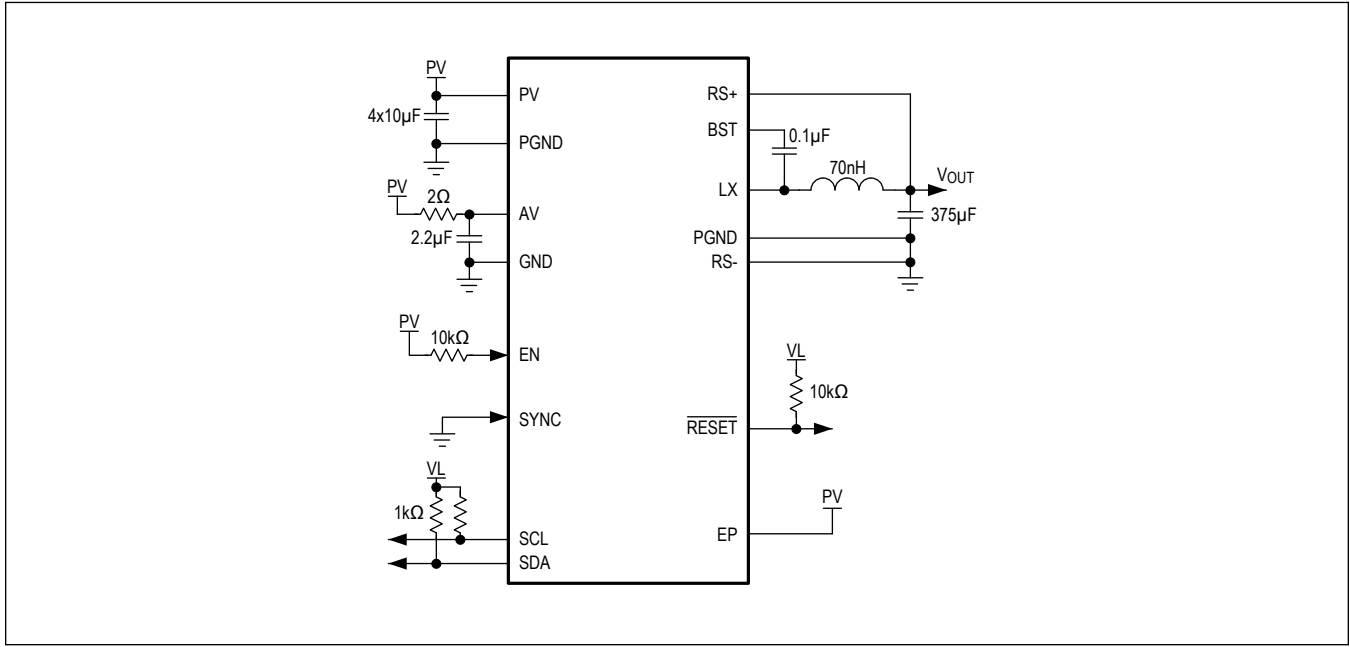 PV
4x10µF
PV
PGND
PV
2Ω
AV
2.2µF
GND
PV
10kΩ
EN
SYNC
VL
1kΩ
SCL
SDA
RS+
BST
0.1µF
70nH
LX
VOUT
375µF
PGND
RS-
VL
10kΩ
RESET
PV
EP